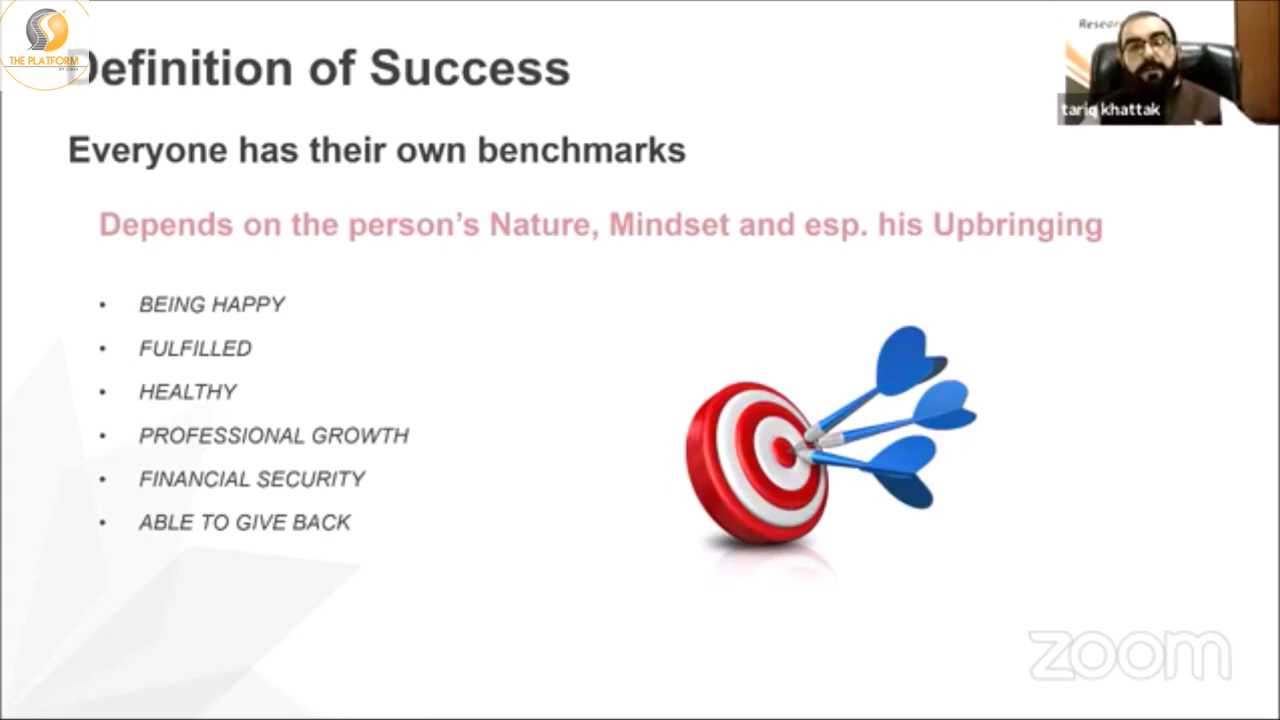 THE PLATFORM
Definition of Success
tariq khattak
Everyone has their own benchmarks
Depends on the person's Nature, Mindset and esp. his Upbringing
• BEING HAPPY
• FULFILLED
• HEALTHY
• PROFESSIONAL GROWTH
• FINANCIAL SECURITY
• ABLE TO GIVE BACK
zoom